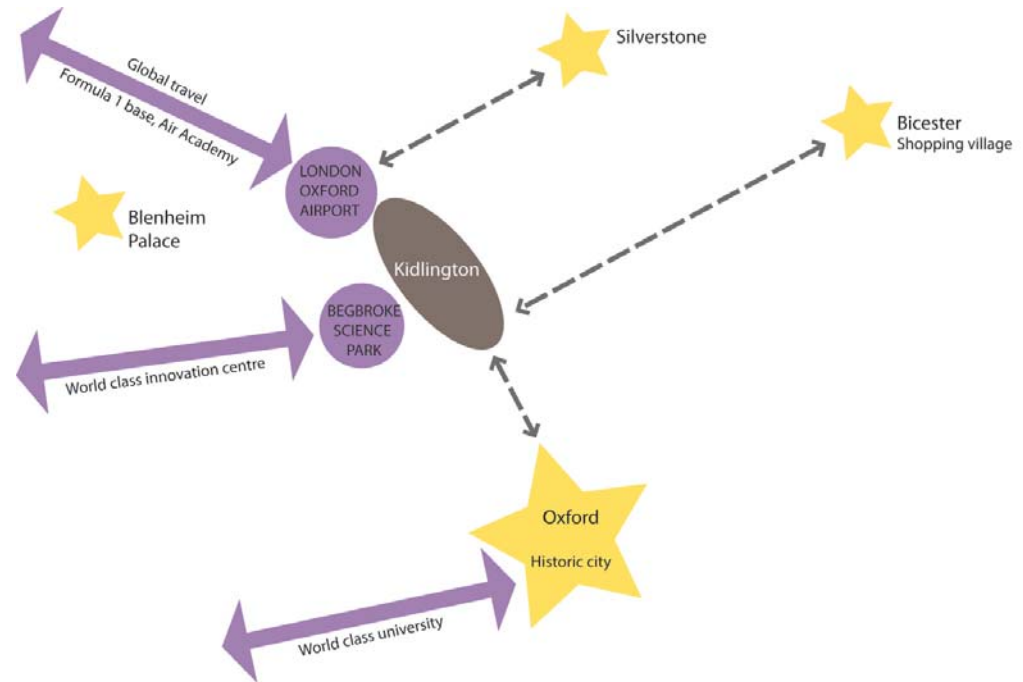 Silverstone
Global travel
Formula 1 base, Air Academy
Bicester
Shopping village
LONDON
OXFORD
AIRPORT
Blenheim
Palace
Kidlington
BEGBROKE
SCIENCE
PARK
World class innovation centre
Oxford
Historic city
World class university